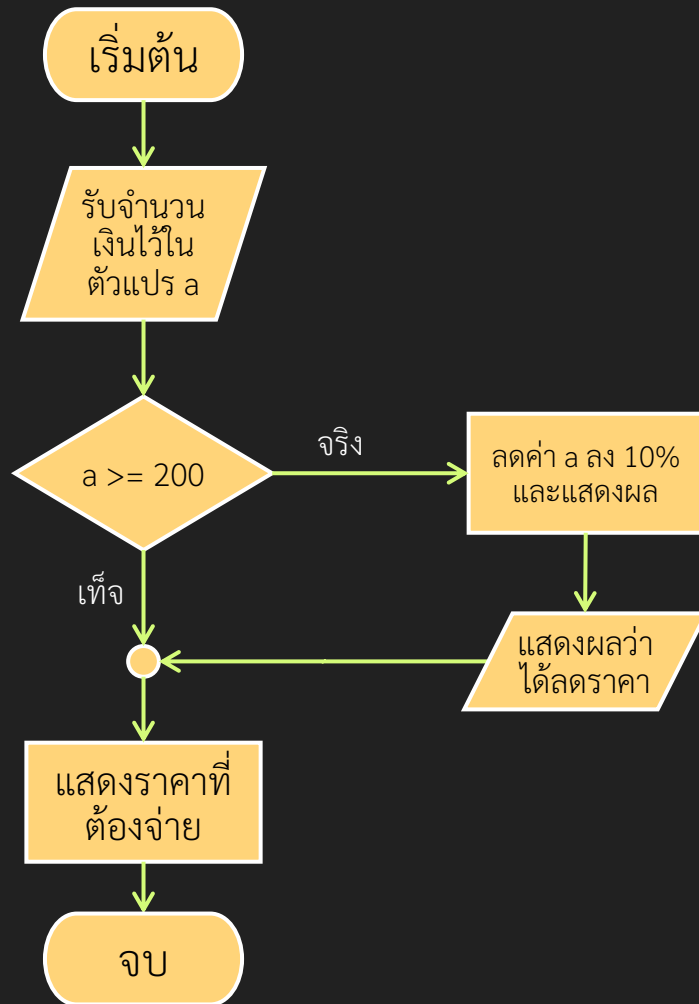 เริ่มต้น
รับจำนวน
เงินไว้ใน
ตัวแปร a
a >= 200
จริง
ลดค่า a ลง 10%
และแสดงผล
เท็จ
แสดงผลว่า
ได้ลดราคา
แสดงราคาที่
ต้องจ่าย
จบ